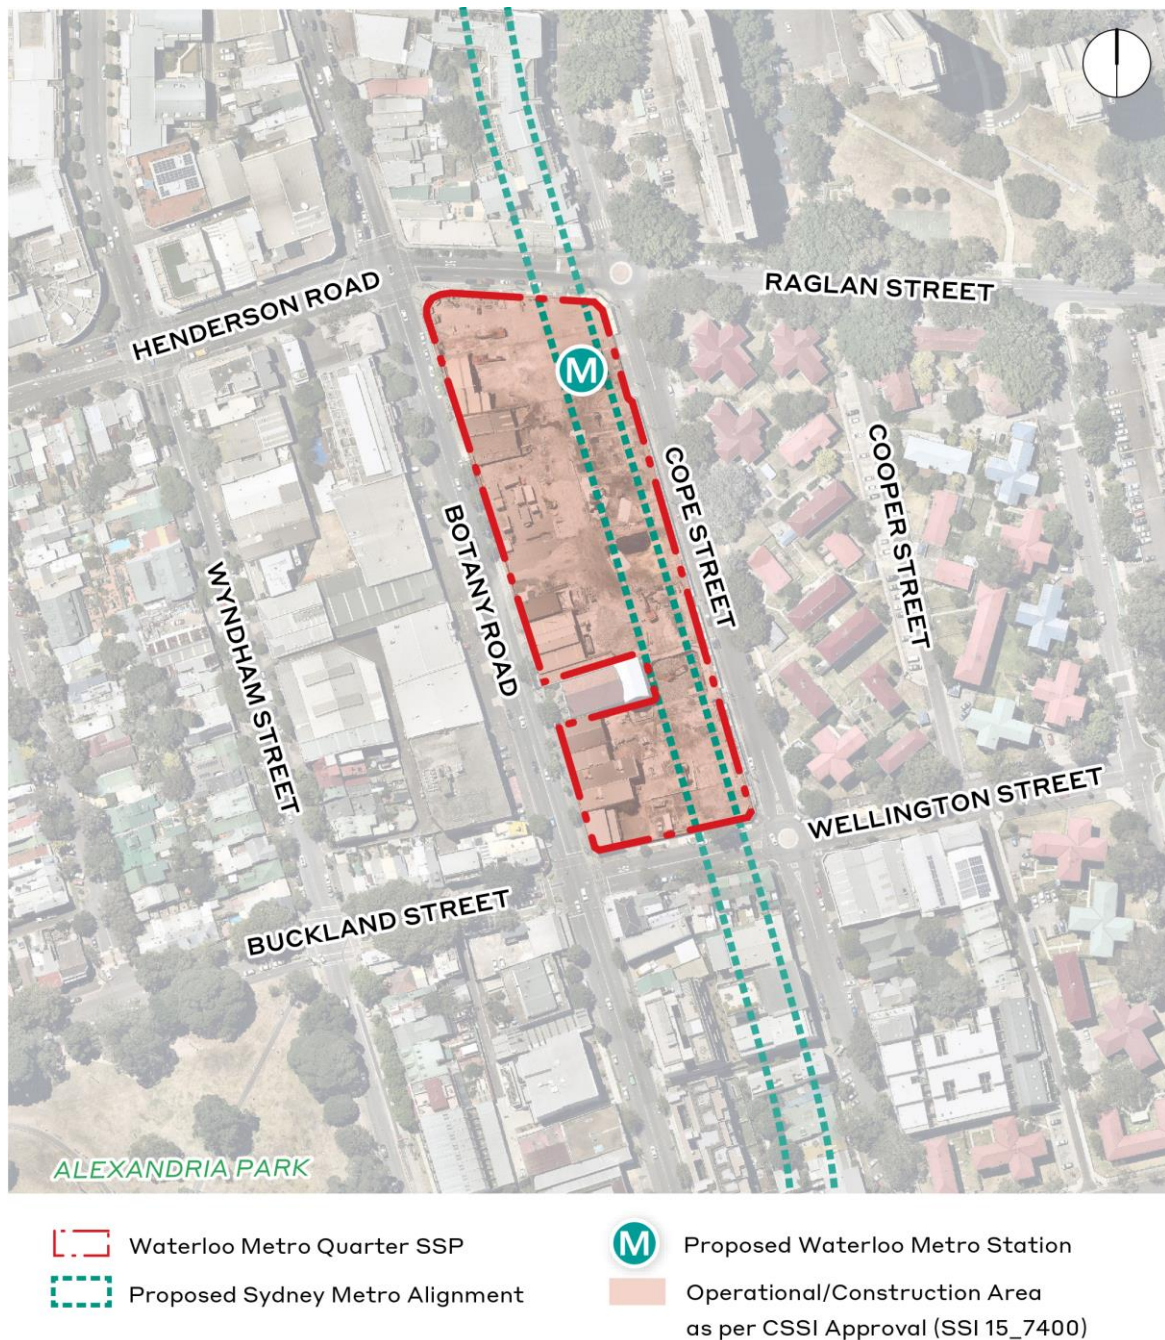 HENDERSON ROAD
RAGLAN STREET
M
COPE STREET
COOPER STREET
BOTANY ROAD
WYNDHAM STREET
WELLINGTON STREET
BUCKLAND STREET
ALEXANDRIA PARK
Waterloo Metro Quarter SSP
Proposed Sydney Metro Alignment
M
Proposed Waterloo Metro Station
Operational/Construction Area
as per CSSI Approval (SSI 15_7400)